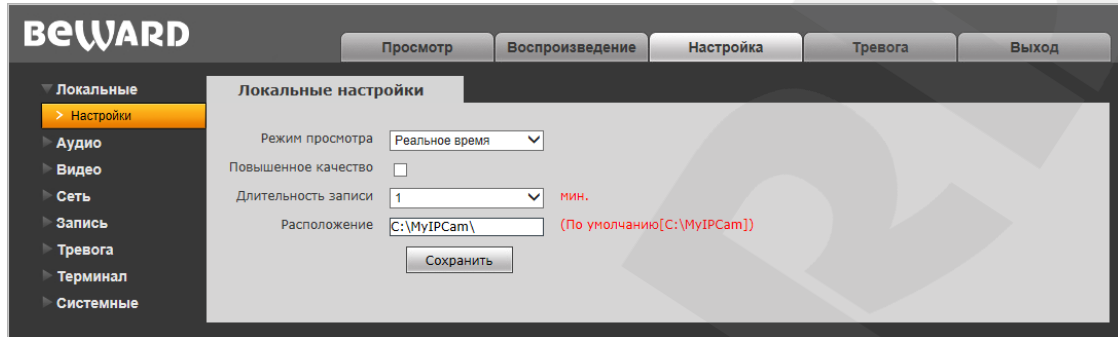 BEWARD
Просмотр Воспроизведение Настройка Тревога Выход
Локальные
Настройки
Аудио
Видео
Сеть
Запись
Тревога
Терминал
Системные
Локальные настройки
Режим просмотра Реальное время
Повышенное качество
Длительность записи 1 мин.
Расположение C:\MyIPCam\ (По умолчанию[C:\MyIPCam])
Сохранить